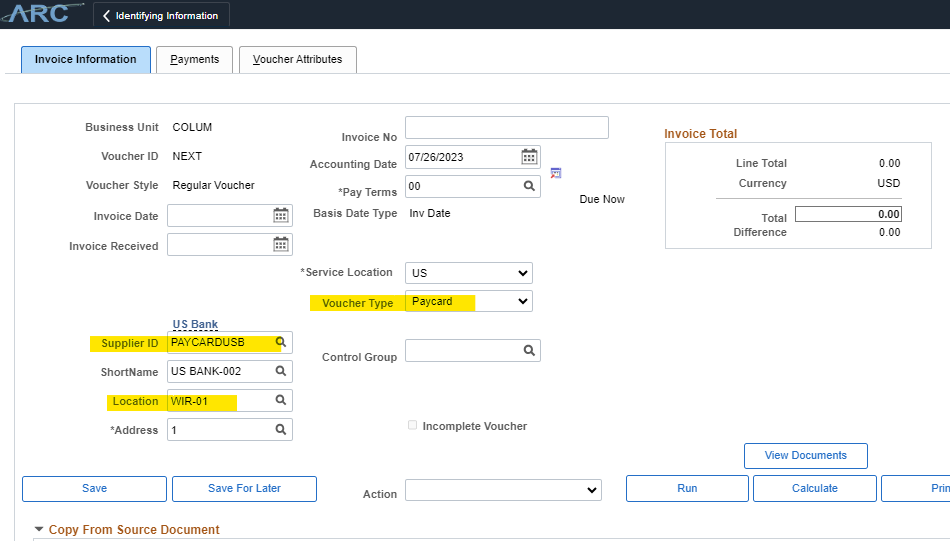 ARC
Identifying Information
Invoice Information
Payments
Voucher Attributes
Business Unit COLUM
Invoice No
Invoice Total
Voucher ID NEXT
Accounting Date 07/26/2023
Line Total 0.00
Voucher Style Regular Voucher
*Pay Terms 00
Due Now
Currency USD
Invoice Date
Basis Date Type Inv Date
Total 0.00
Invoice Received
Difference 0.00
*Service Location US
Voucher Type Paycard
US Bank
Supplier ID PAYCARDUSB
Control Group
ShortName US BANK-002
Location WIR-01
*Address 1
Incomplete Voucher
View Documents
Save
Save For Later
Action
Run
Calculate
Prin
Copy From Source Document